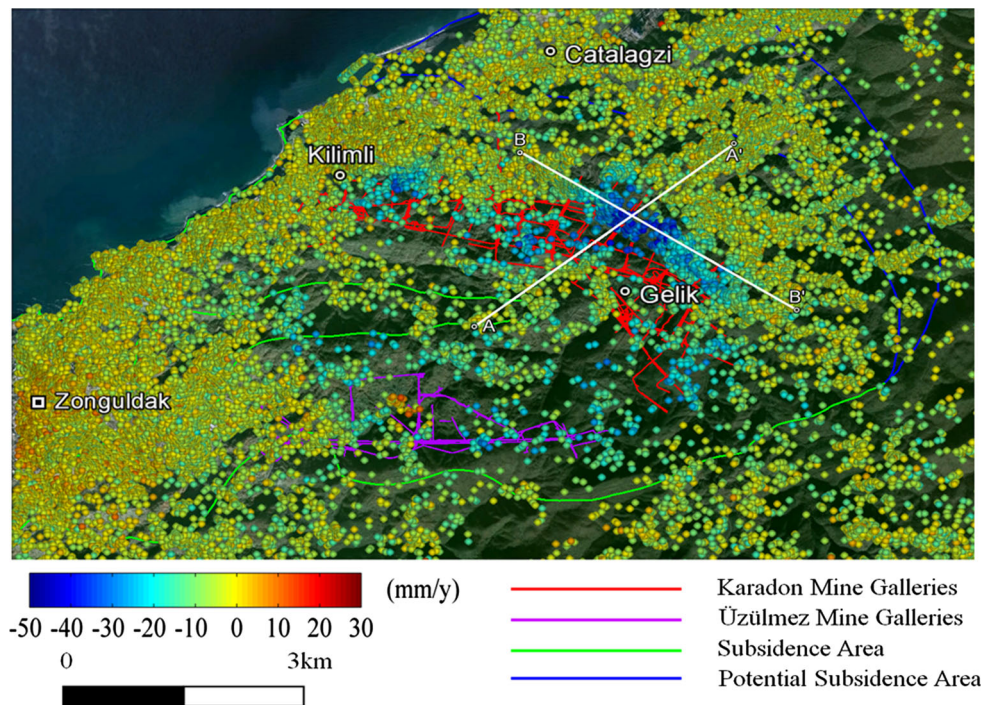 Catalagzi
B
A'
Kilimli
Gelik
B'
A
Zonguldak
(mm/y)
-50 -40 -30 -20 -10 0 10 20 30
0 3km
Karadon Mine Galleries
Üzülmez Mine Galleries
Subsidence Area
Potential Subsidence Area